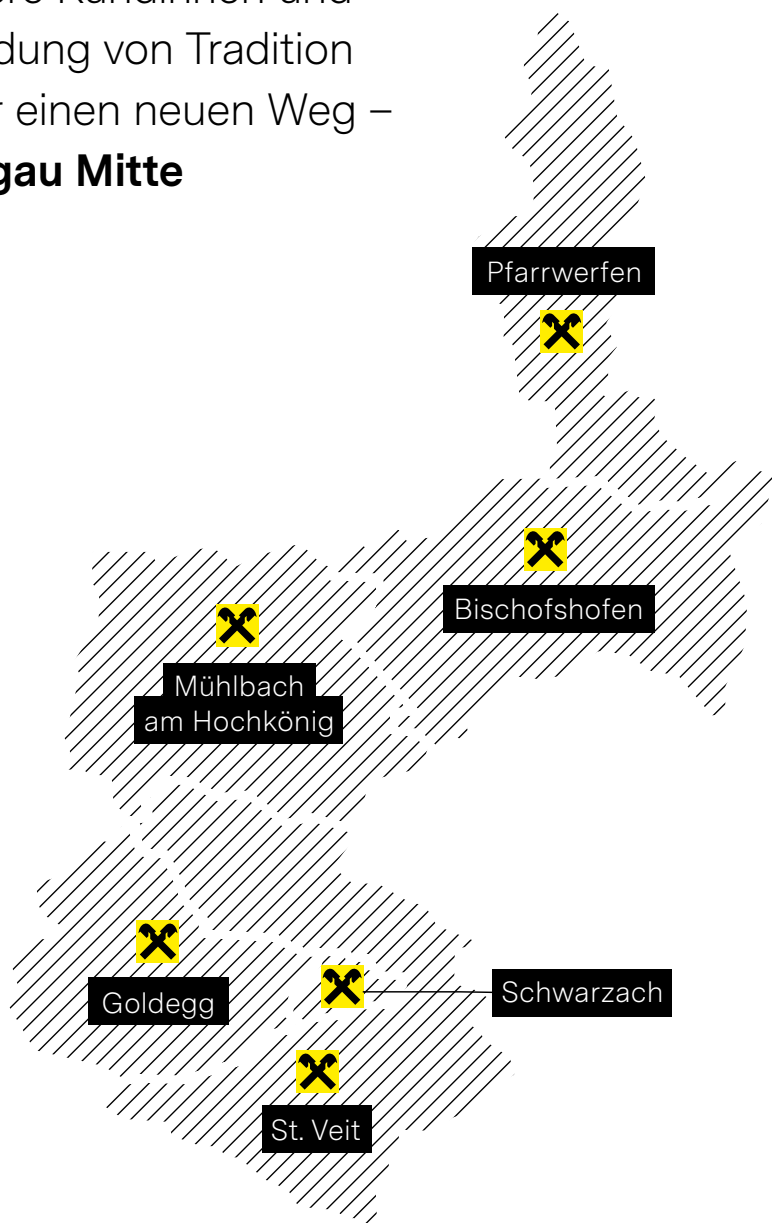 Kundinnen und
dung von Tradition
einen neuen Weg –
gau Mitte
Pfarrwerfen
Bischofshofen
Mühlbach
am Hochkönig
Goldegg
Schwarzach
St. Veit